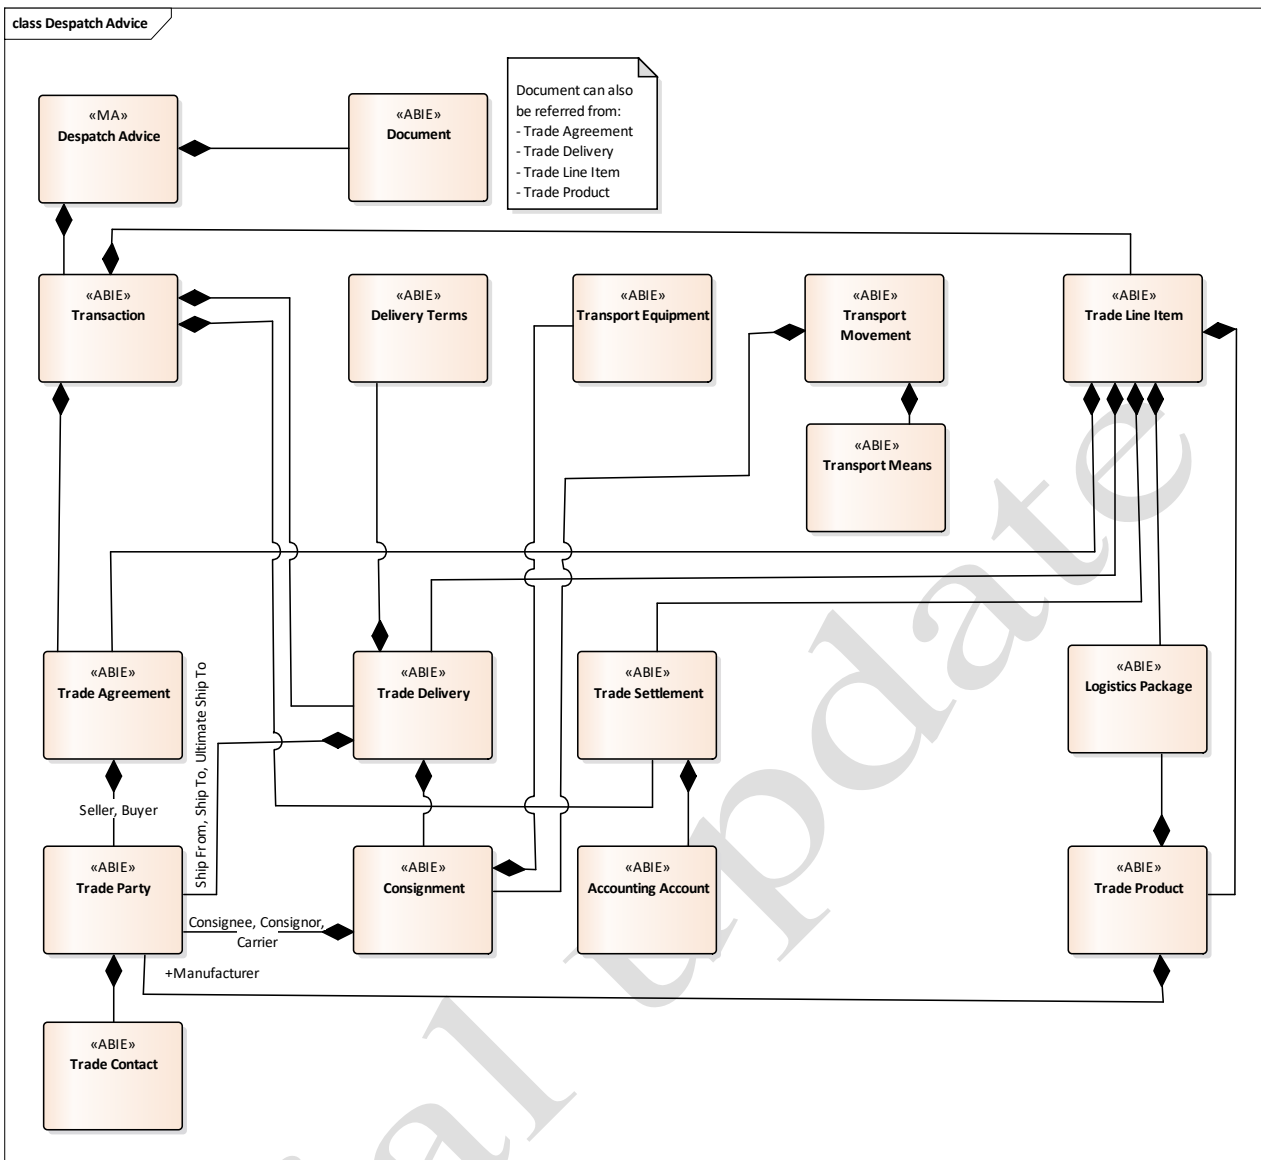 class Despatch Advice
«MA»
Despatch Advice
«ABIE»
Document
Document can also
be referred from:
- Trade Agreement
- Trade Delivery
- Trade Line Item
- Trade Product
«ABIE»
Transaction
«ABIE»
Delivery Terms
«ABIE»
Transport Equipment
«ABIE»
Transport
Movement
«ABIE»
Trade Line Item
«ABIE»
Transport Means
«ABIE»
Trade Agreement
Ship From, Ship To, Ultimate Ship To
«ABIE»
Trade Delivery
«ABIE»
Trade Settlement
«ABIE»
Logistics Package
Seller, Buyer
«ABIE»
Trade Party
«ABIE»
Consignment
«ABIE»
Accounting Account
«ABIE»
Trade Product
Consignee, Consignor,
Carrier
+Manufacturer
«ABIE»
Trade Contact
update